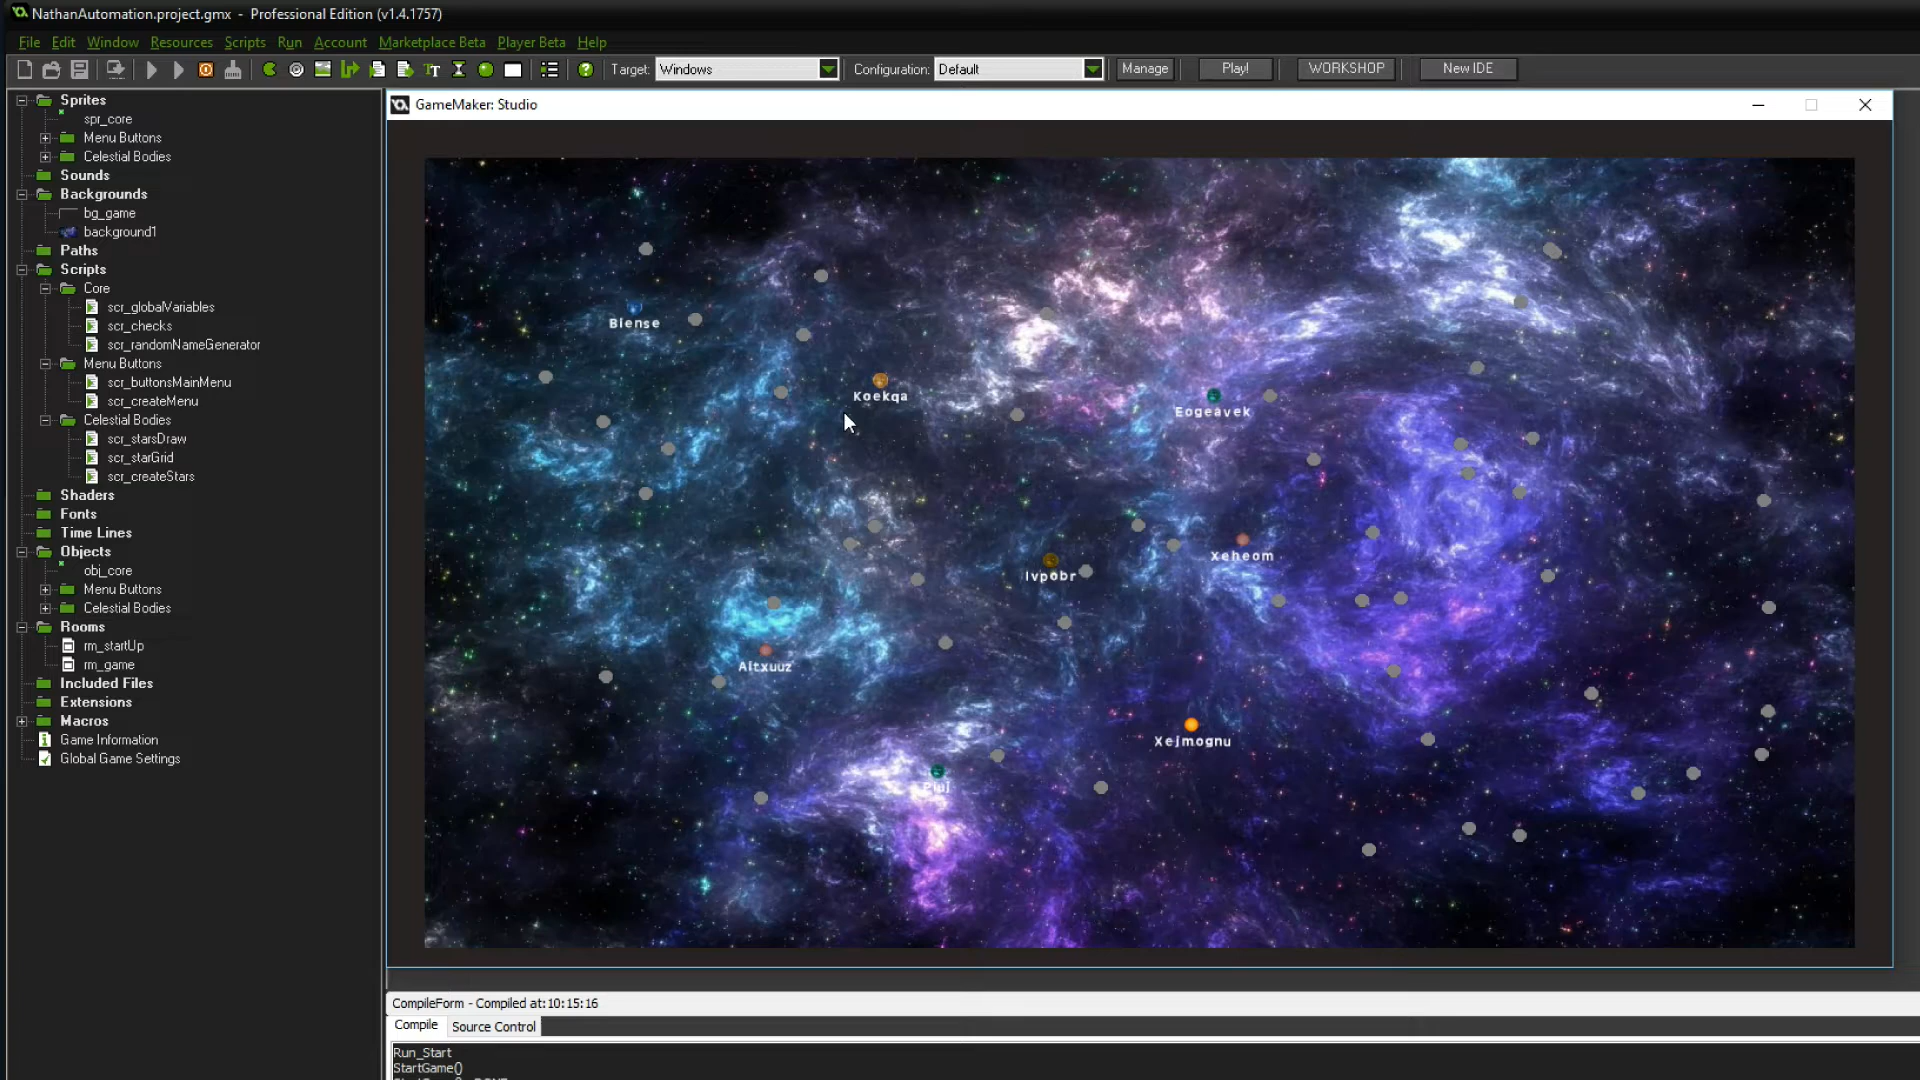 NathanAutomation.project.gmx - Professional Edition (v1.4.1757)
File Edit Window Resources Scripts Run Account Marketplace Beta Player Beta Help
Target: Windows Configuration: Default Manage Play! WORKSHOP New IDE
Sprites
spr_core
Menu Buttons
Celestial Bodies
Sounds
Backgrounds
bg_game
background1
Paths
Scripts
Core
scr_globalVariables
scr_checks
scr_randomNameGenerator
Menu Buttons
scr_buttonsMainMenu
scr_createMenu
Celestial Bodies
scr_starsDraw
scr_starGrid
scr_createStars
Shaders
Fonts
Time Lines
Objects
obj_core
Menu Buttons
Celestial Bodies
Rooms
rm_startUp
rm_game
Included Files
Extensions
Macros
Game Information
Global Game Settings
GameMaker: Studio
Blense
Koekqa
Eogeavek
Xeheom
Ivpobr
Aitxuuz
Xejmognu
CompileForm - Compiled at:10:15:16
Compile Source Control
Run_Start
StartGame()